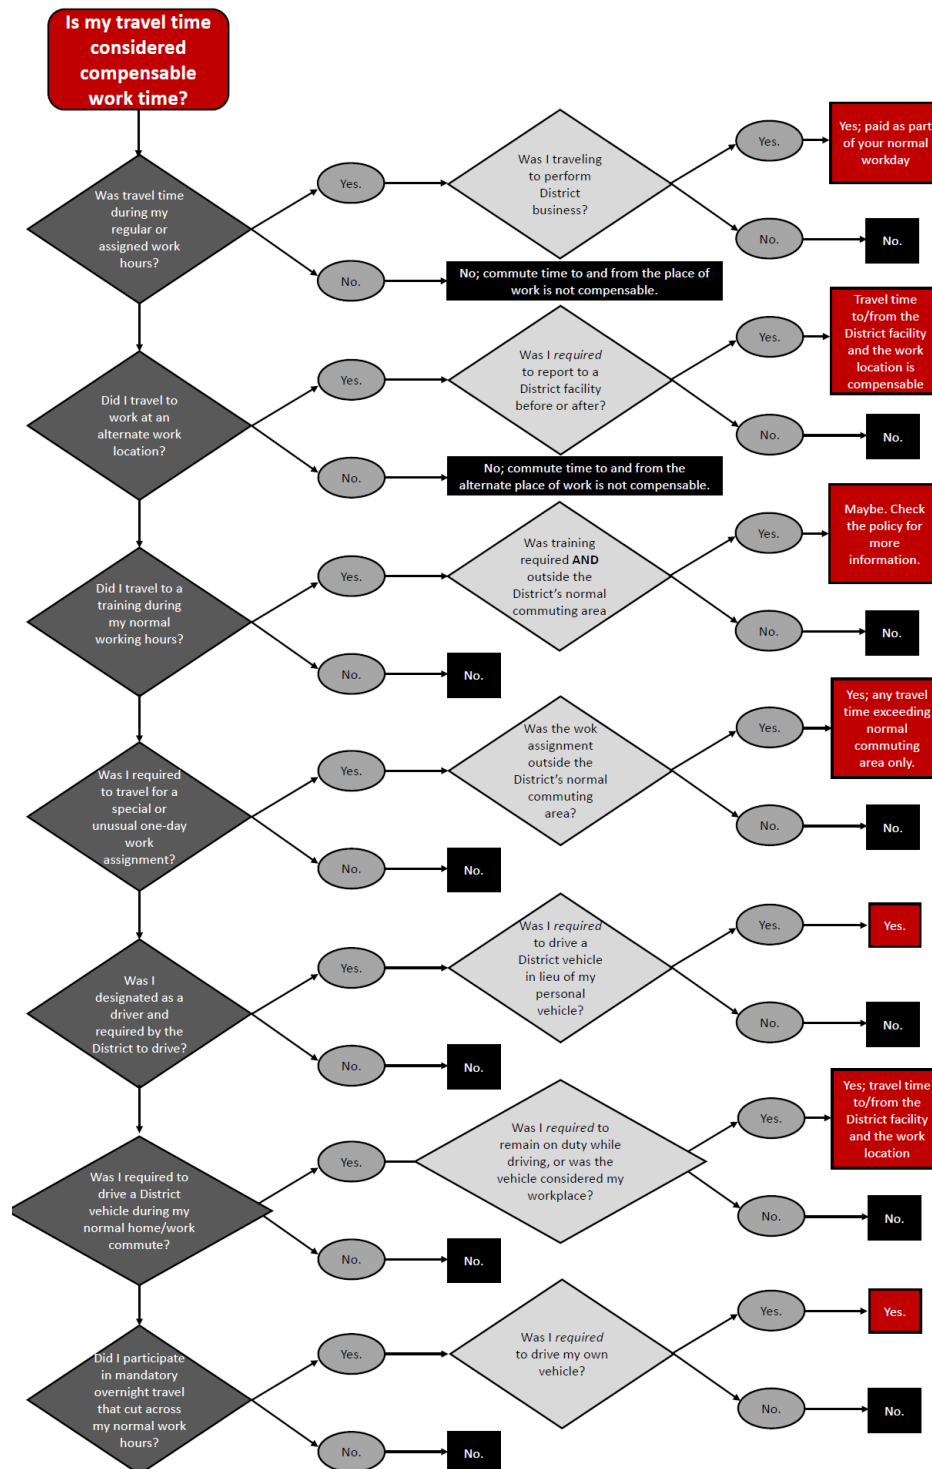 Is my travel time
considered
compensable
work time?
Was travel time
during my
regular or
assigned work
hours?
Yes.
Was I traveling
to perform
District
business?
Yes.
Yes; paid as part
of your normal
workday
No.
No.
No.
No; commute time to and from the place of
work is not compensable.
Did I travel to
work at an
alternate work
location?
Yes.
Was I required
to report to a
District facility
before or after?
Yes.
Travel time
to/from the
District facility
and the work
location is
compensable
No.
No.
No.
No; commute time to and from the
alternate place of work is not compensable.
Did I travel to a
training during
my normal
working hours?
Yes.
Was training
required AND
outside the
District's normal
commuting area
Yes.
Maybe. Check
the policy for
more
information.
No.
No.
No.
No.
Was I required
to travel for a
special or
unusual one-day
work
assignment?
Yes.
Was the wok
assignment
outside the
District's normal
commuting
area?
Yes.
Yes; any travel
time exceeding
normal
commuting
area only.
No.
No.
No.
No.
Was I
designated as a
driver and
required by the
District to drive?
Yes.
Was I required
to drive a
District vehicle
in lieu of my
personal
vehicle?
Yes.
Yes.
No.
No.
No.
No.
Was I required to
drive a District
vehicle during my
normal home/work
commute?
Yes.
Was I required to
remain on duty while
driving, or was the
vehicle considered my
workplace?
Yes.
Yes; travel time
to/from the
District facility
and the work
location
No.
No.
No.
No.
Did I participate
in mandatory
overnight travel
that cut across
my normal work
hours?
Yes.
Was I required
to drive my own
vehicle?
Yes.
Yes.
No.
No.
No.
No.